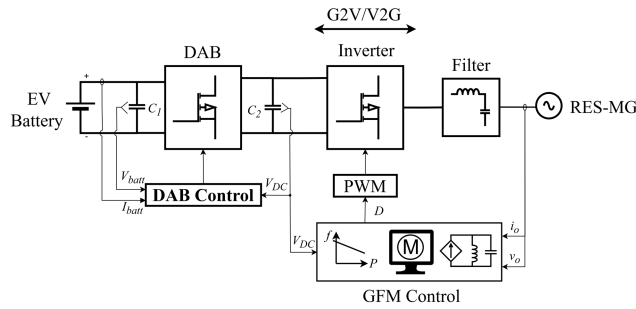 G2V/V2G
DAB
Inverter
Filter
+
EV
Battery
-
C1
C2
RES-MG
Vbatt
Ibatt
DAB Control
VDC
PWM
D
VDC
f
P
M
io
vo
GFM Control